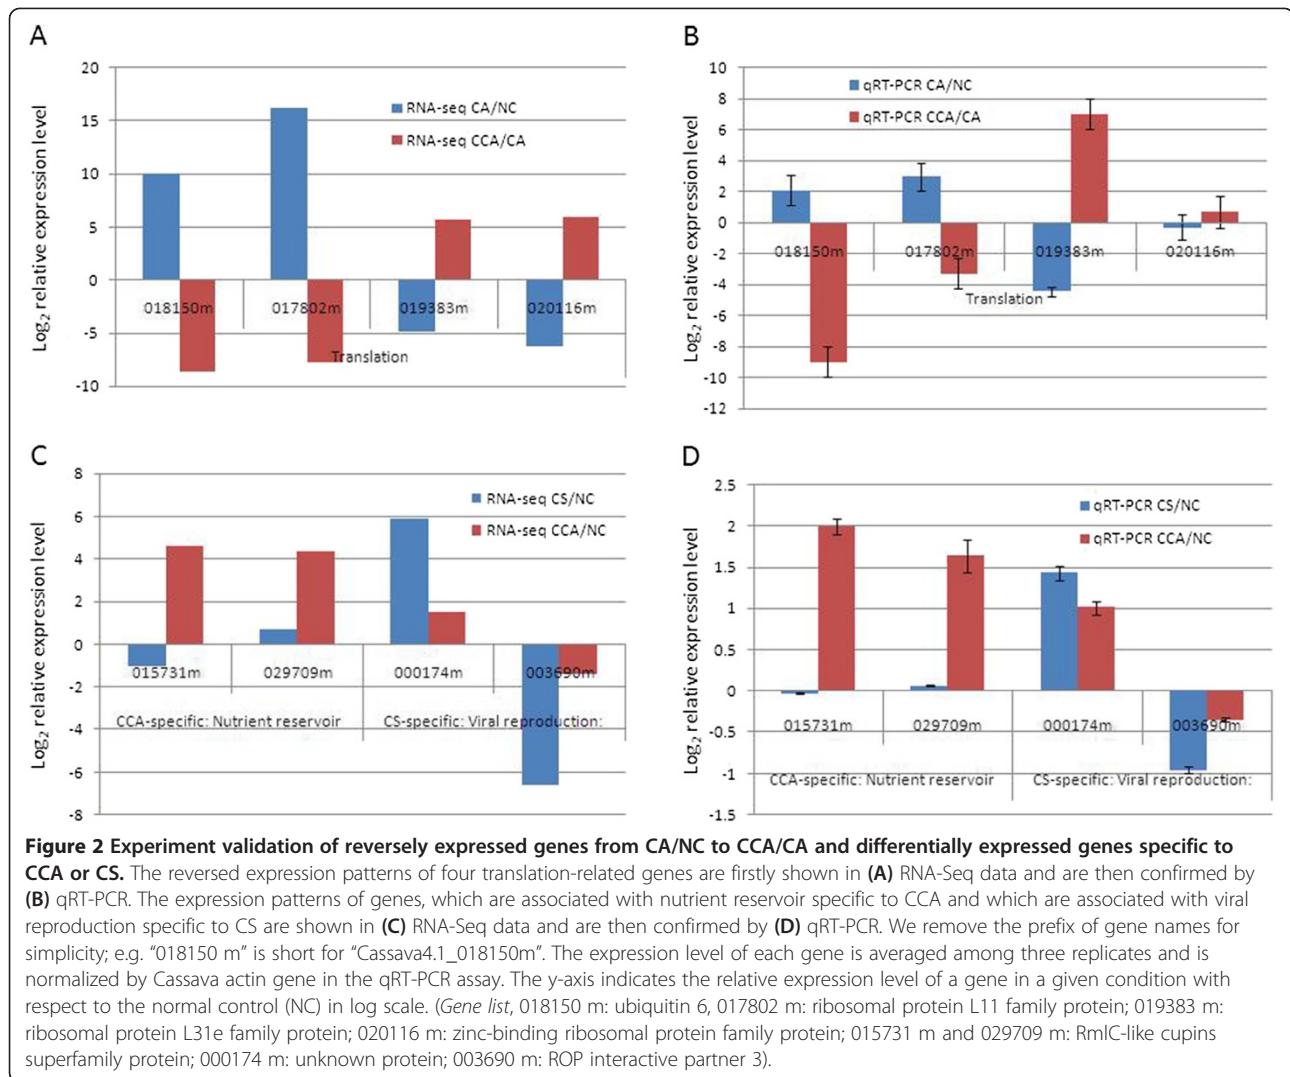 A
20
15
10
5
0
-5
-10
Log2 relative expression level
RNA-seq CA/NC
RNA-seq CCA/CA
018150m 017802m 019383m 020116m
Translation
B
10
8
6
4
2
0
-2
-4
-6
-8
-10
-12
Log2 relative expression level
qRT-PCR CA/NC
qRT-PCR CCA/CA
018150m 017802m 019383m 020116m
Translation
C
8
6
4
2
0
-2
-4
-6
-8
Log2 relative expression level
RNA-seq CS/NC
RNA-seq CCA/NC
015731m 029709m 000174m 003690m
CCA-specific: Nutrient reservoir CS-specific: Viral reproduction:
D
2.5
2
1.5
1
0.5
0
-0.5
-1
-1.5
Log2 relative expression level
qRT-PCR CS/NC
qRT-PCR CCA/NC
015731m 029709m 000174m 003690m
CCA-specific: Nutrient reservoir CS-specific: Viral reproduction:
Figure 2 Experiment validation of reversely expressed genes from CA/NC to CCA/CA and differentially expressed genes specific to
CCA or CS. The reversed expression patterns of four translation-related genes are firstly shown in (A) RNA-Seq data and are then confirmed by
(B) qRT-PCR. The expression patterns of genes, which are associated with nutrient reservoir specific to CCA and which are associated with viral
reproduction specific to CS are shown in (C) RNA-Seq data and are then confirmed by (D) qRT-PCR. We remove the prefix of gene names for
simplicity; e.g. “018150 m” is short for “Cassava4.1_018150m”. The expression level of each gene is averaged among three replicates and is
normalized by Cassava actin gene in the qRT-PCR assay. The y-axis indicates the relative expression level of a gene in a given condition with
respect to the normal control (NC) in log scale. (Gene list, 018150 m: ubiquitin 6, 017802 m: ribosomal protein L11 family protein; 019383 m:
ribosomal protein L31e family protein; 020116 m: zinc-binding ribosomal protein family protein; 015731 m and 029709 m: RmlC-like cupins
superfamily protein; 000174 m: unknown protein; 003690 m: ROP interactive partner 3).